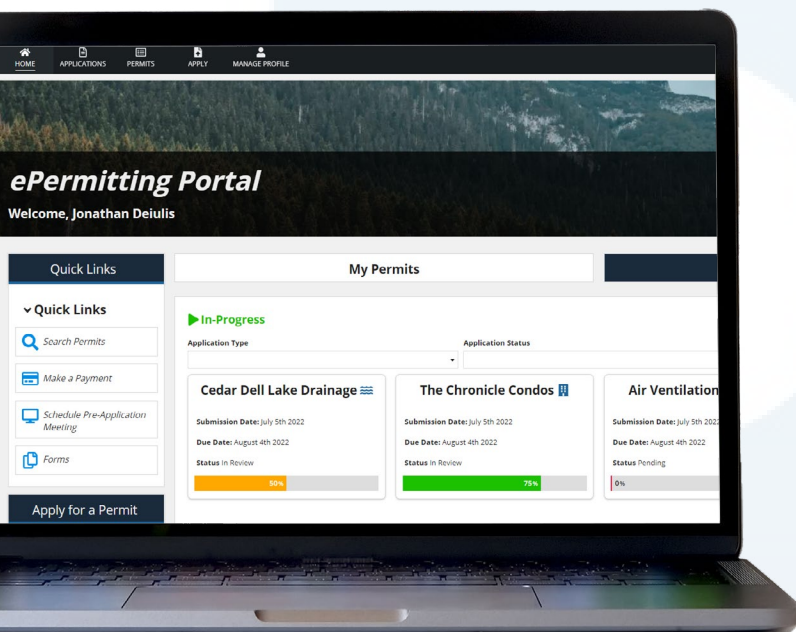 HOME APPLICATIONS PERMITS APPLY MANAGE PROFILE
ePermitting Portal
Welcome, Jonathan Deiulis
Quick Links
My Permits
Quick Links
Search Permits
Make a Payment
Schedule Pre-Application
Meeting
Forms
Apply for a Permit
In-Progress
Application Type Application Status
Cedar Dell Lake Drainage
Submission Date: July 5th 2022
Due Date: August 4th 2022
Status In Review
50%
The Chronicle Condos
Submission Date: July 5th 2022
Due Date: August 4th 2022
Status In Review
75%
Air Ventilation
Submission Date: July 5th 202
Due Date: August 4th 2022
Status Pending
0%